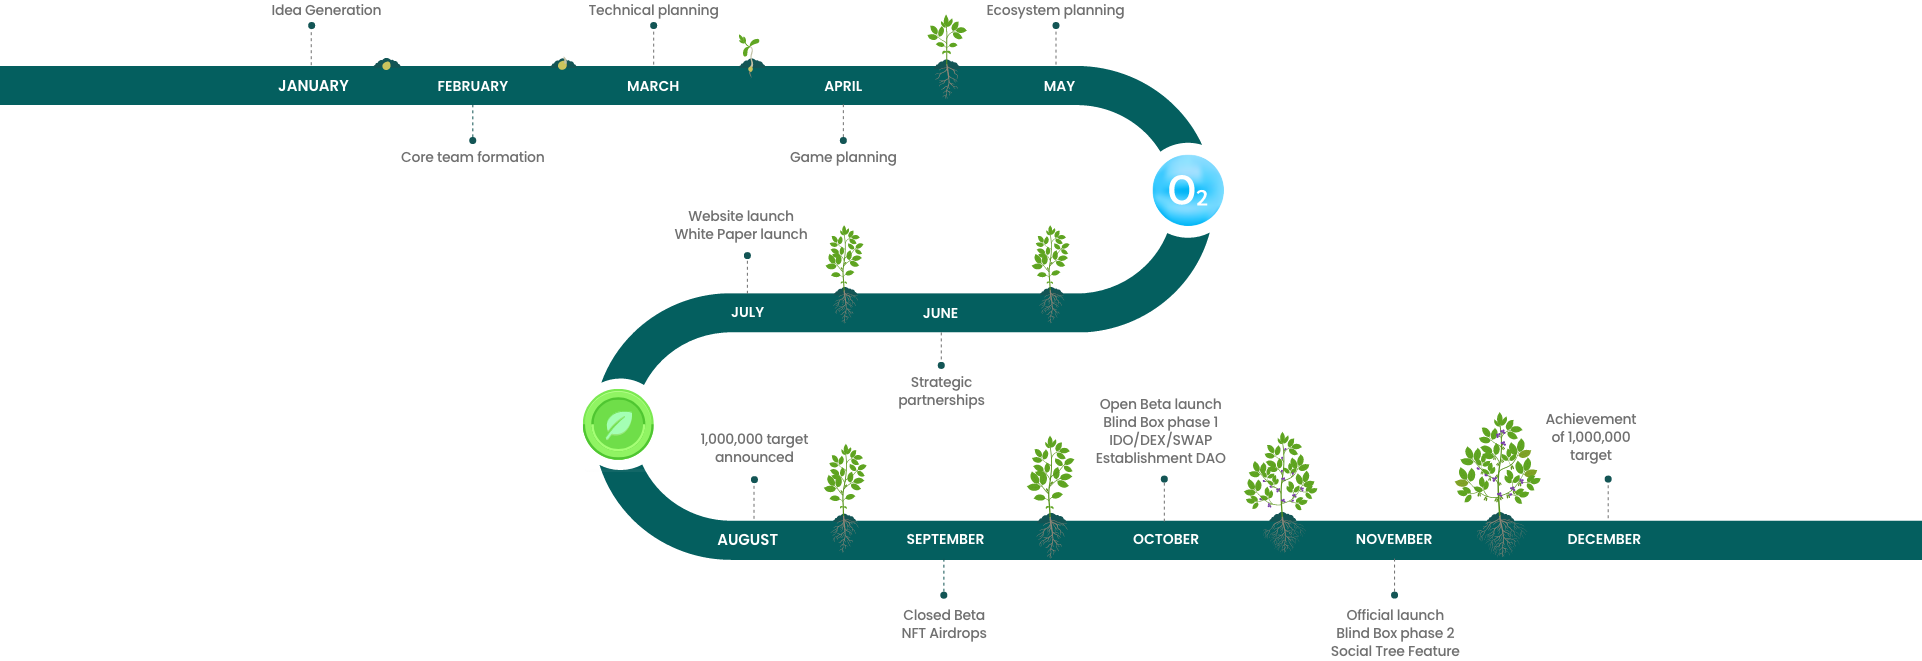 Idea Generation
Technical planning
Ecosystem planning
JANUARY
FEBRUARY
MARCH
APRIL
MAY
Core team formation
Game planning
O₂
Website launch
White Paper launch
JULY
JUNE
Strategic
partnerships
1,000,000 target
announced
Open Beta launch
Blind Box phase 1
IDO/DEX/SWAP
Establishment DAO
Achievement
of 1,000,000
target
AUGUST
SEPTEMBER
OCTOBER
NOVEMBER
DECEMBER
Closed Beta
NFT Airdrops
Official launch
Blind Box phase 2
Social Tree Feature